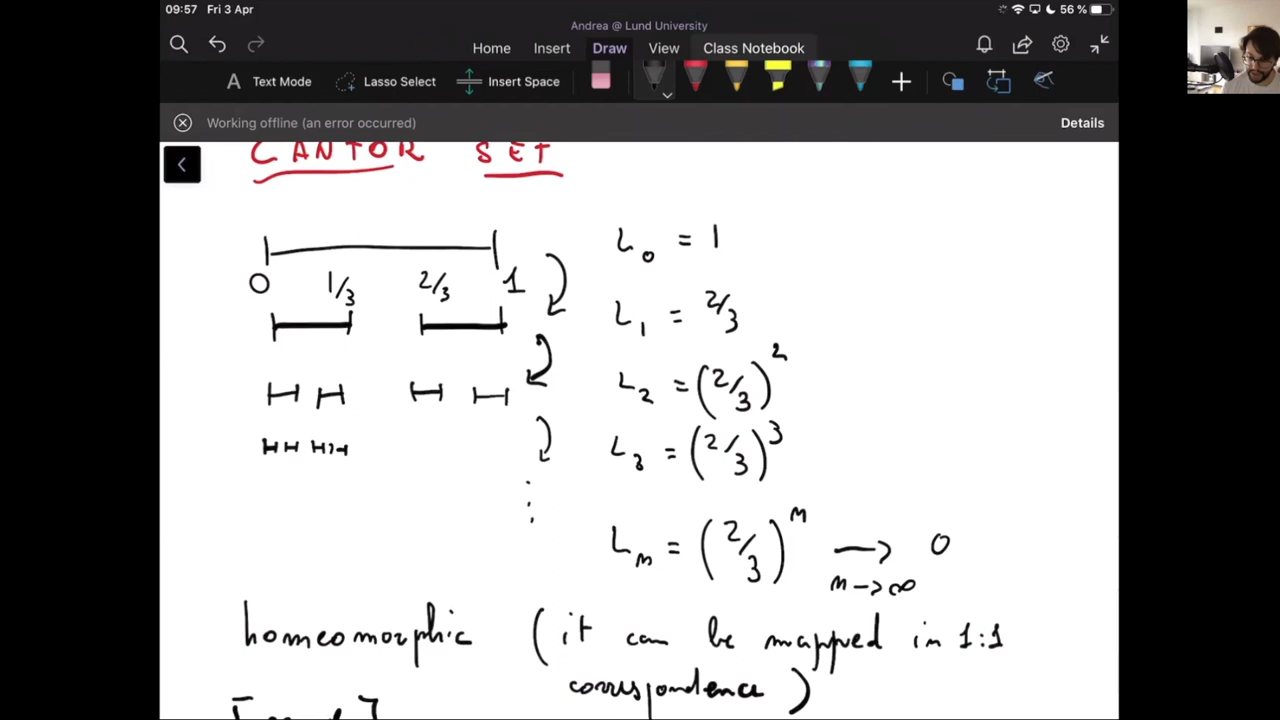 09:57 Fri 3 Apr
56 %
Andrea @ Lund University
Home Insert Draw View Class Notebook
A Text Mode Lasso Select Insert Space
Working offline (an error occurred) Details
CANTOR SET
L₀ = 1
0 1/3 2/3 1
L₁ = 2/3
L₂ = (2/3)²
L₃ = (2/3)³
⋮
Lₘ = (2/3)ᵐ → 0
m → ∞
homeomorphic (it can be mapped in 1:1
correspondence)